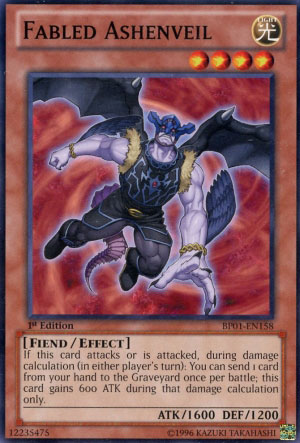 FABLED ASHENVEIL
LIGHT
光
1st Edition
BP01-EN158
[FIEND / EFFECT]
If this card attacks or is attacked, during damage
calculation (in either player's turn): You can send 1 card
from your hand to the Graveyard once per battle; this
card gains 600 ATK during that damage calculation
only.
ATK/1600 DEF/1200
12235475
©1996 KAZUKI TAKAHASHI